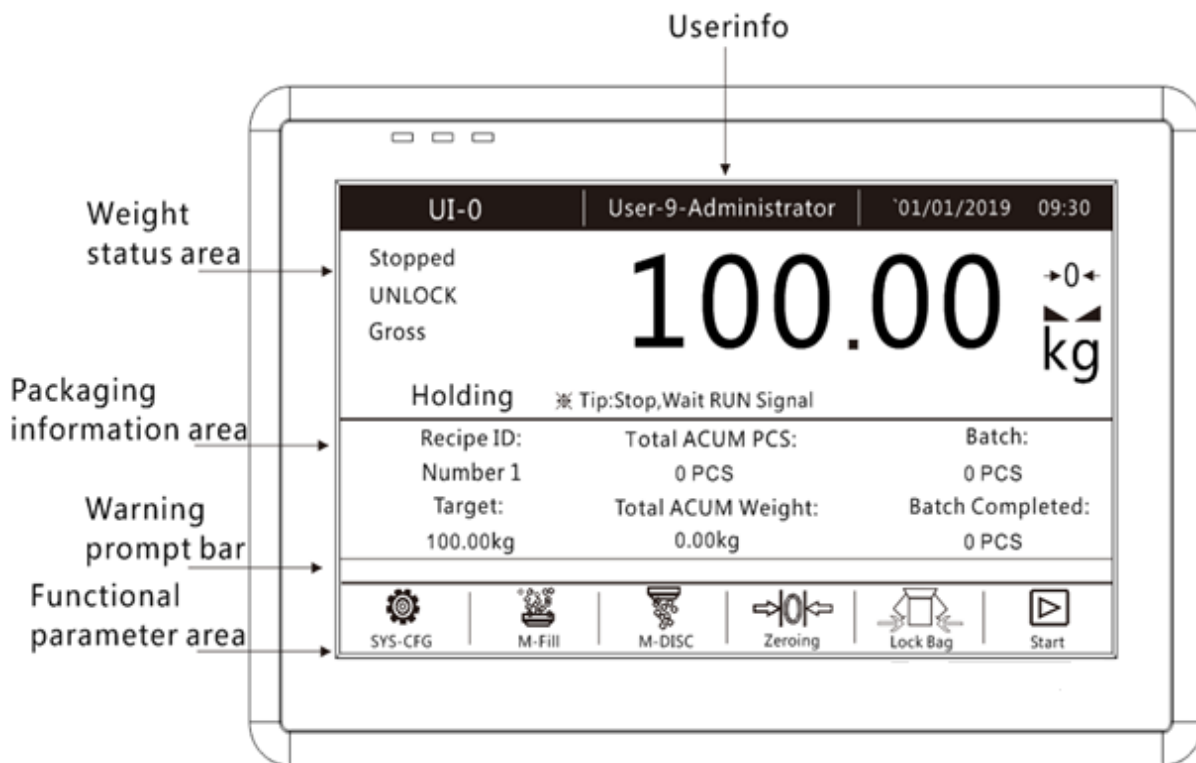 Userinfo
Weight
status area
Packaging
information area
Warning
prompt bar
Functional
parameter area
UI-0 User-9-Administrator `01/01/2019 09:30
Stopped
UNLOCK
Gross
100.00
→0←
kg
Holding ※ Tip:Stop,Wait RUN Signal
Recipe ID: Total ACUM PCS: Batch:
Number 1 0 PCS 0 PCS
Target: Total ACUM Weight: Batch Completed:
100.00kg 0.00kg 0 PCS
SYS-CFG M-Fill M-DISC Zeroing Lock Bag Start